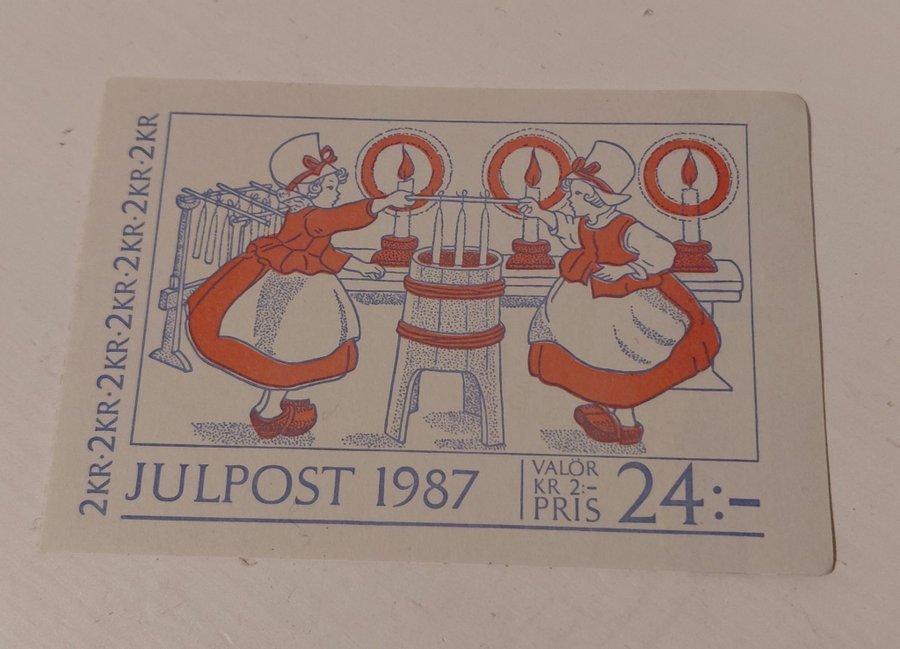 2KR·2KR·2KR·2KR·2KR·2KR
JULPOST 1987
VALÖR
KR 2:–
PRIS
24:–